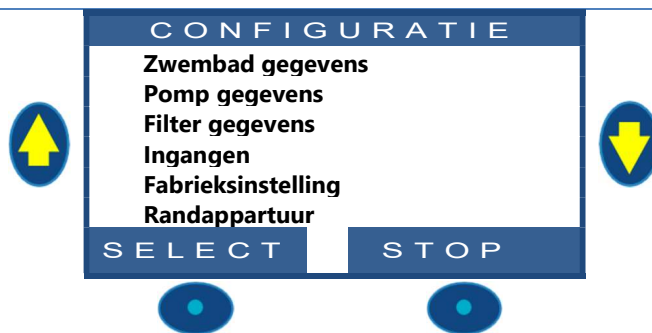 CONFIGURATIE
Zwembad gegevens
Pomp gegevens
Filter gegevens
Ingangen
Fabrieksinstelling
Randappartuur
SELECT STOP